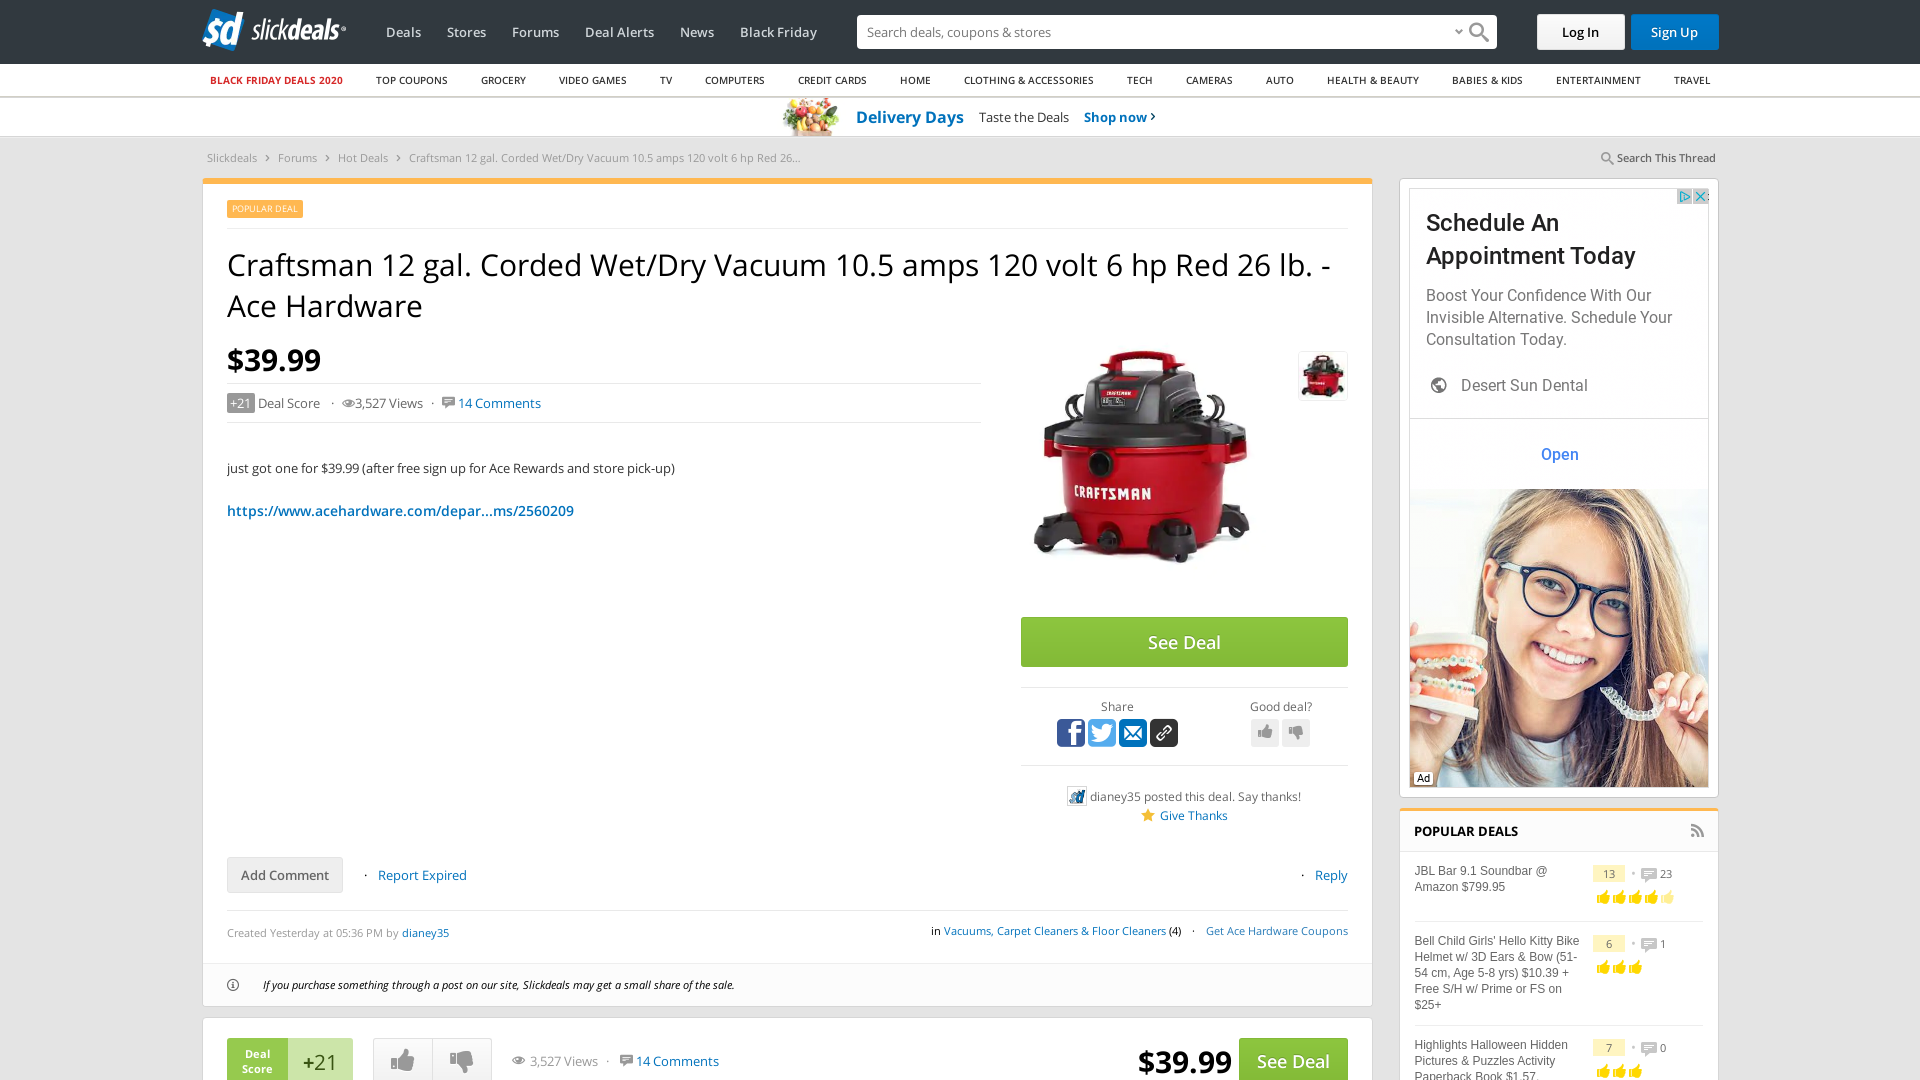 slickdeals
Deals
Stores
Forums
Deal Alerts
News
Black Friday
Search deals, coupons & stores
Log In
Sign Up
BLACK FRIDAY DEALS 2020
TOP COUPONS
GROCERY
VIDEO GAMES
TV
COMPUTERS
CREDIT CARDS
HOME
CLOTHING & ACCESSORIES
TECH
CAMERAS
AUTO
HEALTH & BEAUTY
BABIES & KIDS
ENTERTAINMENT
TRAVEL
Delivery Days Taste the Deals Shop now ›
Slickdeals › Forums › Hot Deals › Craftsman 12 gal. Corded Wet/Dry Vacuum 10.5 amps 120 volt 6 hp Red 26...
Search This Thread
POPULAR DEAL
Craftsman 12 gal. Corded Wet/Dry Vacuum 10.5 amps 120 volt 6 hp Red 26 lb. -
Ace Hardware
$39.99
+21 Deal Score · 3,527 Views · 14 Comments
just got one for $39.99 (after free sign up for Ace Rewards and store pick-up)
https://www.acehardware.com/depar...ms/2560209
CRAFTSMAN
CRAFTSMAN
See Deal
Share
Good deal?
dianey35 posted this deal. Say thanks!
Give Thanks
Add Comment
· Report Expired
· Reply
Created Yesterday at 05:36 PM by dianey35
in Vacuums, Carpet Cleaners & Floor Cleaners (4) · Get Ace Hardware Coupons
If you purchase something through a post on our site, Slickdeals may get a small share of the sale.
Deal
Score
+21
3,527 Views · 14 Comments
$39.99
See Deal
Schedule An
Appointment Today
Boost Your Confidence With Our
Invisible Alternative. Schedule Your
Consultation Today.
Desert Sun Dental
Open
Ad
POPULAR DEALS
JBL Bar 9.1 Soundbar @
Amazon $799.95
13 • 23
Bell Child Girls' Hello Kitty Bike
Helmet w/ 3D Ears & Bow (51-
54 cm, Age 5-8 yrs) $10.39 +
Free S/H w/ Prime or FS on
$25+
6 • 1
Highlights Halloween Hidden
Pictures & Puzzles Activity
Paperback Book $1.57.
7 • 0